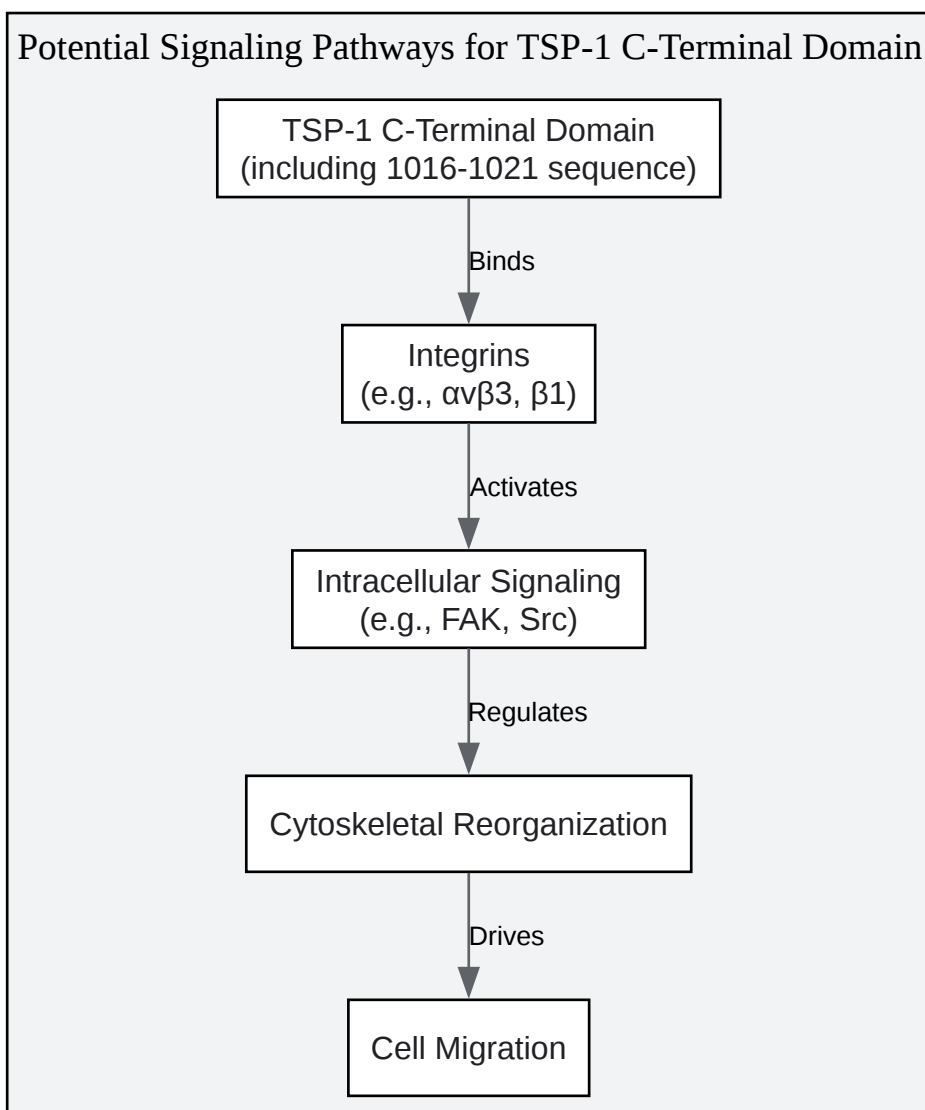 Potential Signaling Pathways for TSP-1 C-Terminal Domain
TSP-1 C-Terminal Domain
(including 1016-1021 sequence)
Binds
Integrins
(e.g., αvβ3, β1)
Activates
Intracellular Signaling
(e.g., FAK, Src)
Regulates
Cytoskeletal Reorganization
Drives
Cell Migration